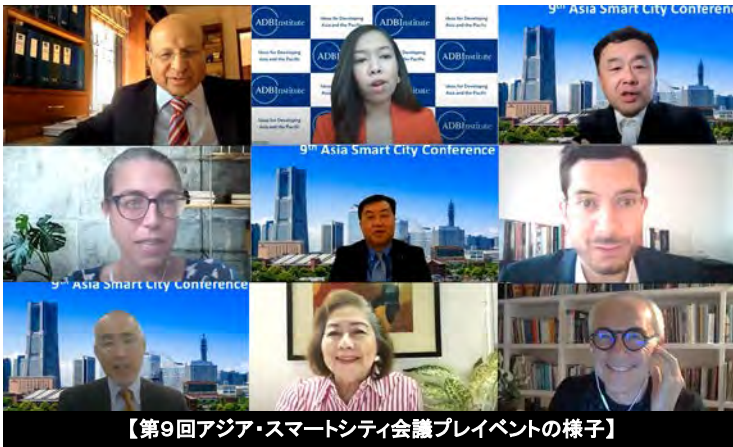 ADBInstitute
Ideas for Developing
Asia and the Pacific
9th Asia Smart City Conference
9th Asia Smart City Conference
9th Asia Smart City Conference
【第9回アジア・スマートシティ会議プレイベントの様子】